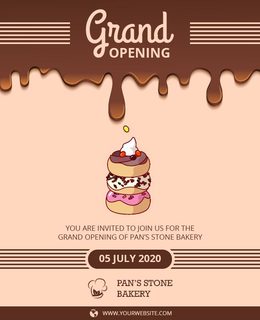 Grand
OPENING
YOU ARE INVITED TO JOIN US FOR THE
GRAND OPENING OF PAN'S STONE BAKERY
05 JULY 2020
PAN'S STONE
BAKERY
WWW.YOURWEBSITE.COM